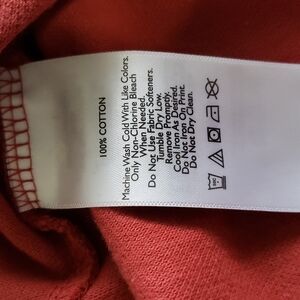 100% COTTON
Machine Wash Cold With Like Colors.
Only Non-Chlorine Bleach
When Needed.
Do Not Use Fabric Softeners.
Tumble Dry Low.
Remove Promptly.
Cool Iron As Desired.
Do Not Iron On Print.
Do Not Dry Clean.